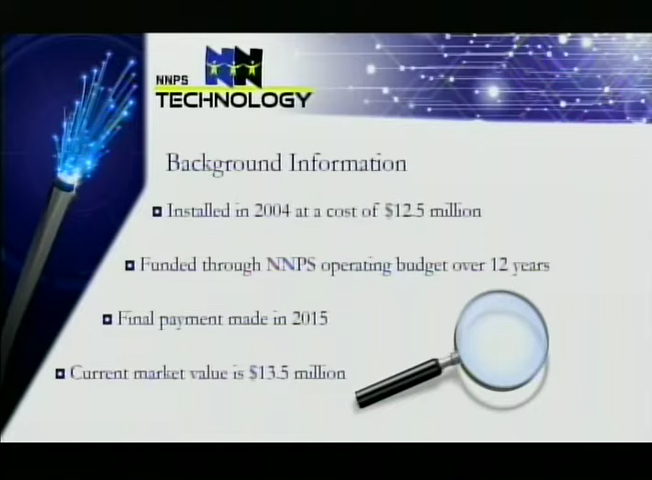 NNPS
NN
TECHNOLOGY
Background Information
Installed in 2004 at a cost of $12.5 million
Funded through NNPS operating budget over 12 years
Final payment made in 2015
Current market value is $13.5 million